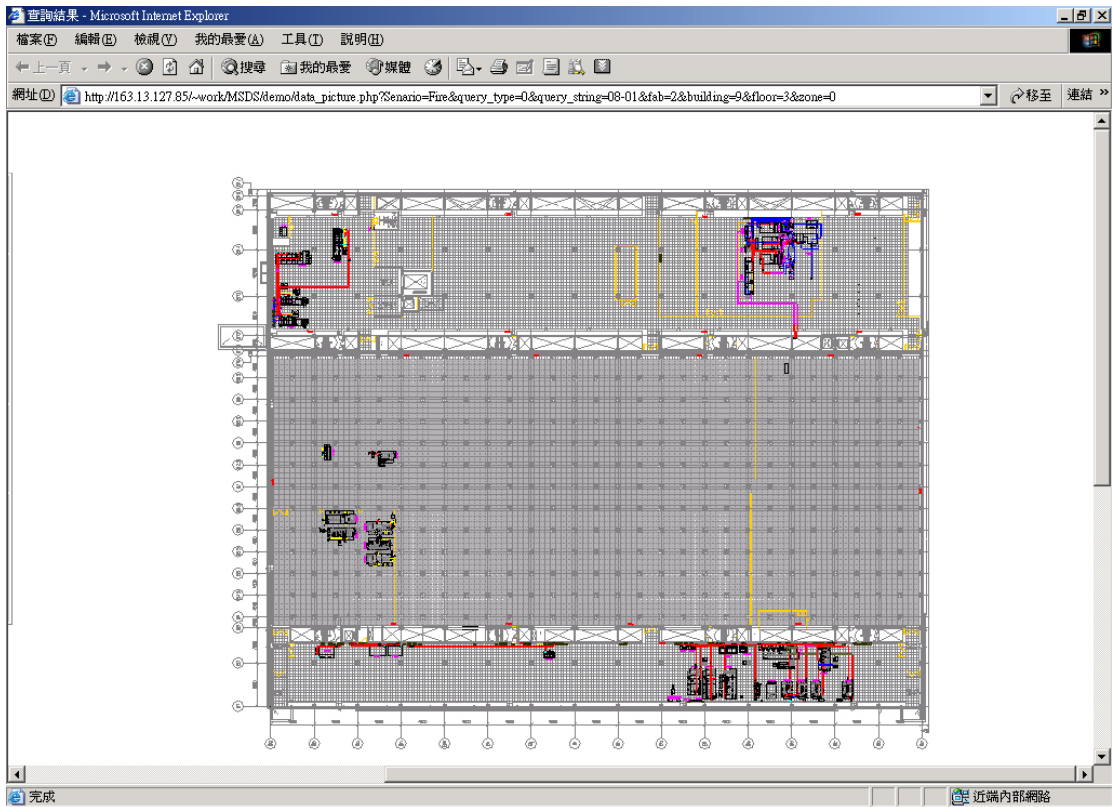 查詢結果 - Microsoft Internet Explorer
檔案(F) 編輯(E) 檢視(V) 我的最愛(A) 工具(T) 說明(H)
上一頁 搜尋 我的最愛 媒體
網址(D) http://163.13.127.85/~work/MSDS/demo/data_picture.php?Senario=Fire&query_type=0&query_string=08-01&fab=2&building=9&floor=3&zone=0 移至 連結 »
完成 近端內部網路